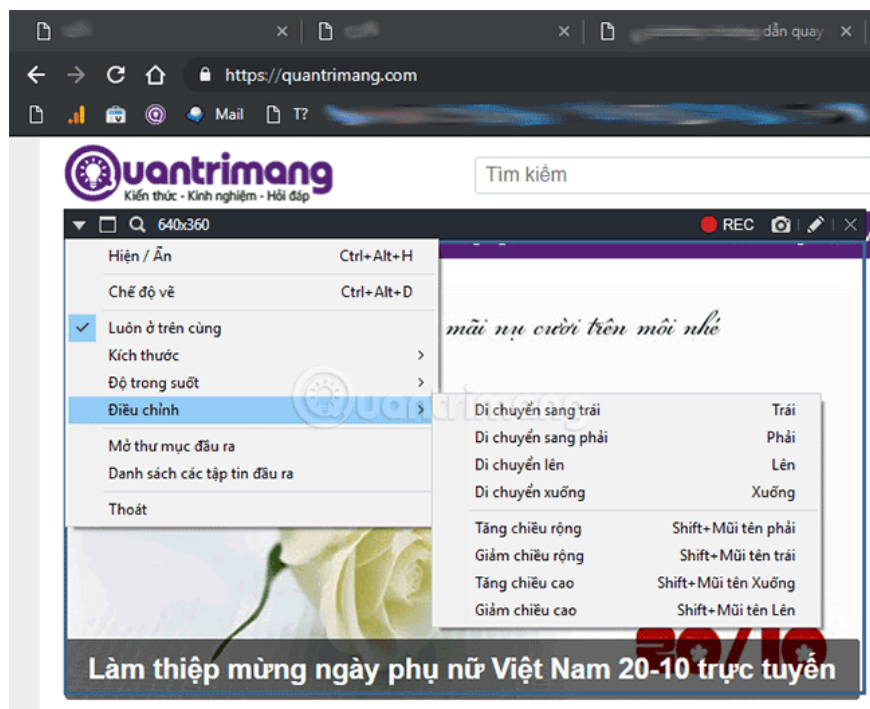 dẫn quay
https://quantrimang.com
Mail
T?
Quantrimang
Kiến thức - Kinh nghiệm - Hỏi đáp
Tìm kiếm
640x360
REC
Hiện / Ẩn Ctrl+Alt+H
Chế độ vẽ Ctrl+Alt+D
Luôn ở trên cùng
Kích thước
Độ trong suốt
Điều chỉnh
Mở thư mục đầu ra
Danh sách các tập tin đầu ra
Thoát
mãi nụ cười trên môi nhé
Quantrimang
Di chuyển sang trái Trái
Di chuyển sang phải Phải
Di chuyển lên Lên
Di chuyển xuống Xuống
Tăng chiều rộng Shift+Mũi tên phải
Giảm chiều rộng Shift+Mũi tên trái
Tăng chiều cao Shift+Mũi tên Xuống
Giảm chiều cao Shift+Mũi tên Lên
20/10
Làm thiệp mừng ngày phụ nữ Việt Nam 20-10 trực tuyến